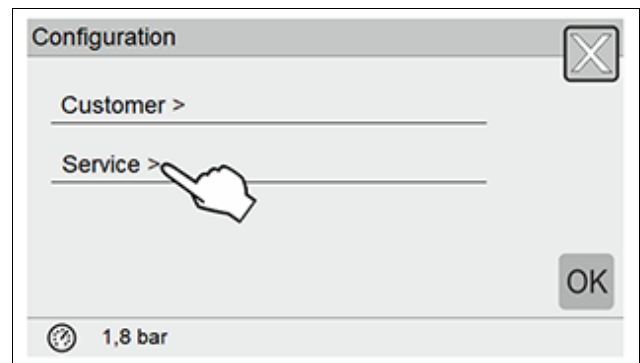 Configuration
Customer >
Service >
OK
1,8 bar